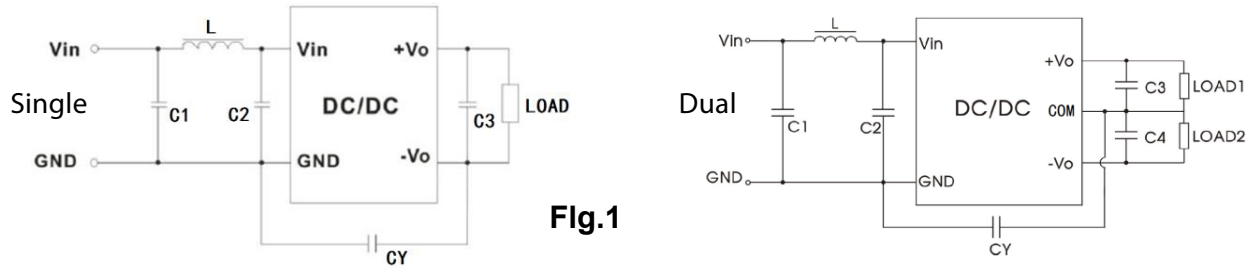 L
Vin
Vin
+Vo
Single
C1
C2
DC/DC
C3
LOAD
GND
GND
-Vo
CY
FIg.1
L
Vin
Vin
+Vo
Dual
C1
C2
DC/DC
COM
C3
LOAD1
C4
LOAD2
-Vo
GND
GND
CY